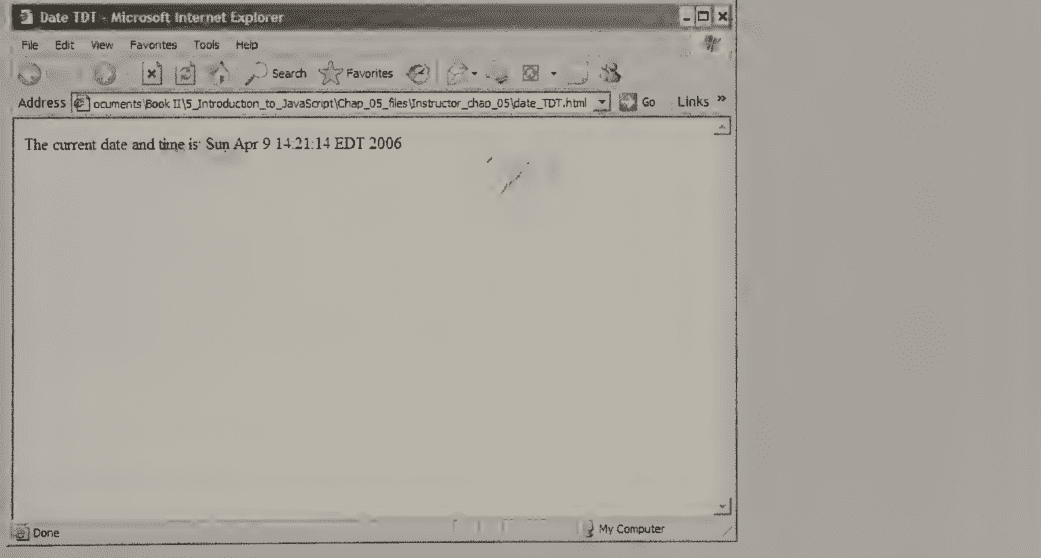 Date TDT - Microsoft Internet Explorer
File Edit View Favorites Tools Help
Search Favorites
Address ocuments\Book II\5_Introduction_to_JavaScript\Chap_05_files\Instructor_chap_05\date_TDT.html Go Links »
The current date and time is: Sun Apr 9 14:21:14 EDT 2006
Done My Computer